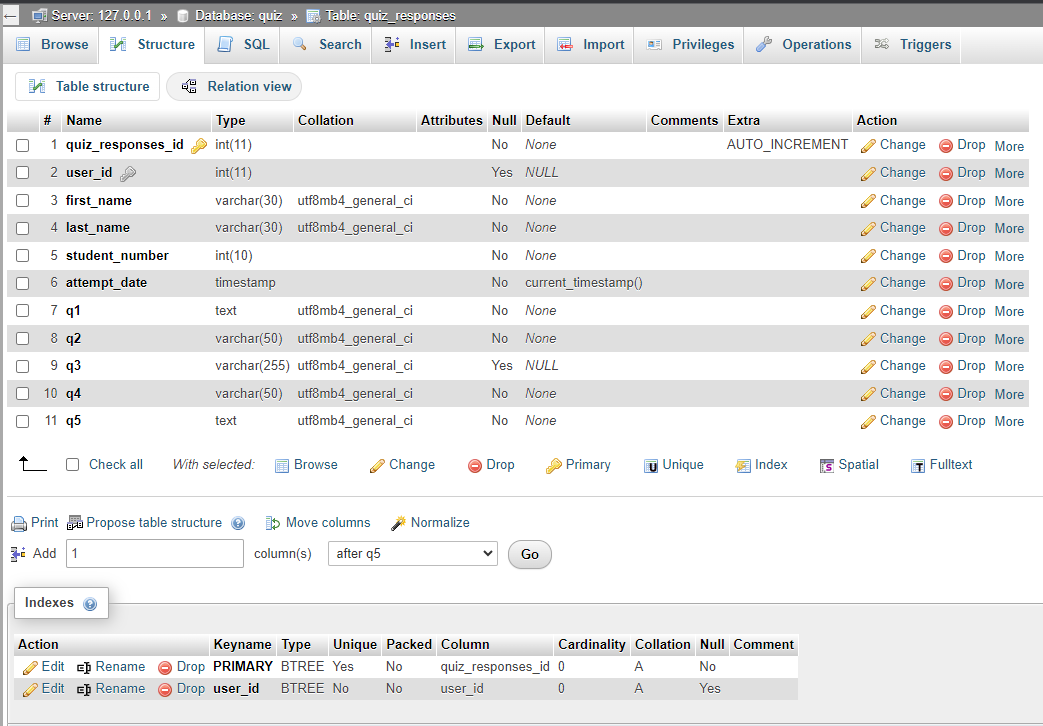 Server: 127.0.0.1 » Database: quiz » Table: quiz_responses
Browse Structure SQL Search Insert Export Import Privileges Operations Triggers
Table structure Relation view
# Name Type Collation Attributes Null Default Comments Extra Action
1 quiz_responses_id int(11) No None AUTO_INCREMENT Change Drop More
2 user_id int(11) Yes NULL Change Drop More
3 first_name varchar(30) utf8mb4_general_ci No None Change Drop More
4 last_name varchar(30) utf8mb4_general_ci No None Change Drop More
5 student_number int(10) No None Change Drop More
6 attempt_date timestamp No current_timestamp() Change Drop More
7 q1 text utf8mb4_general_ci No None Change Drop More
8 q2 varchar(50) utf8mb4_general_ci No None Change Drop More
9 q3 varchar(255) utf8mb4_general_ci Yes NULL Change Drop More
10 q4 varchar(50) utf8mb4_general_ci No None Change Drop More
11 q5 text utf8mb4_general_ci No None Change Drop More
Check all With selected: Browse Change Drop Primary Unique Index Spatial Fulltext
Print Propose table structure Move columns Normalize
Add 1 column(s) after q5 Go
Indexes
Action Keyname Type Unique Packed Column Cardinality Collation Null Comment
Edit Rename Drop PRIMARY BTREE Yes No quiz_responses_id 0 A No
Edit Rename Drop user_id BTREE No No user_id 0 A Yes